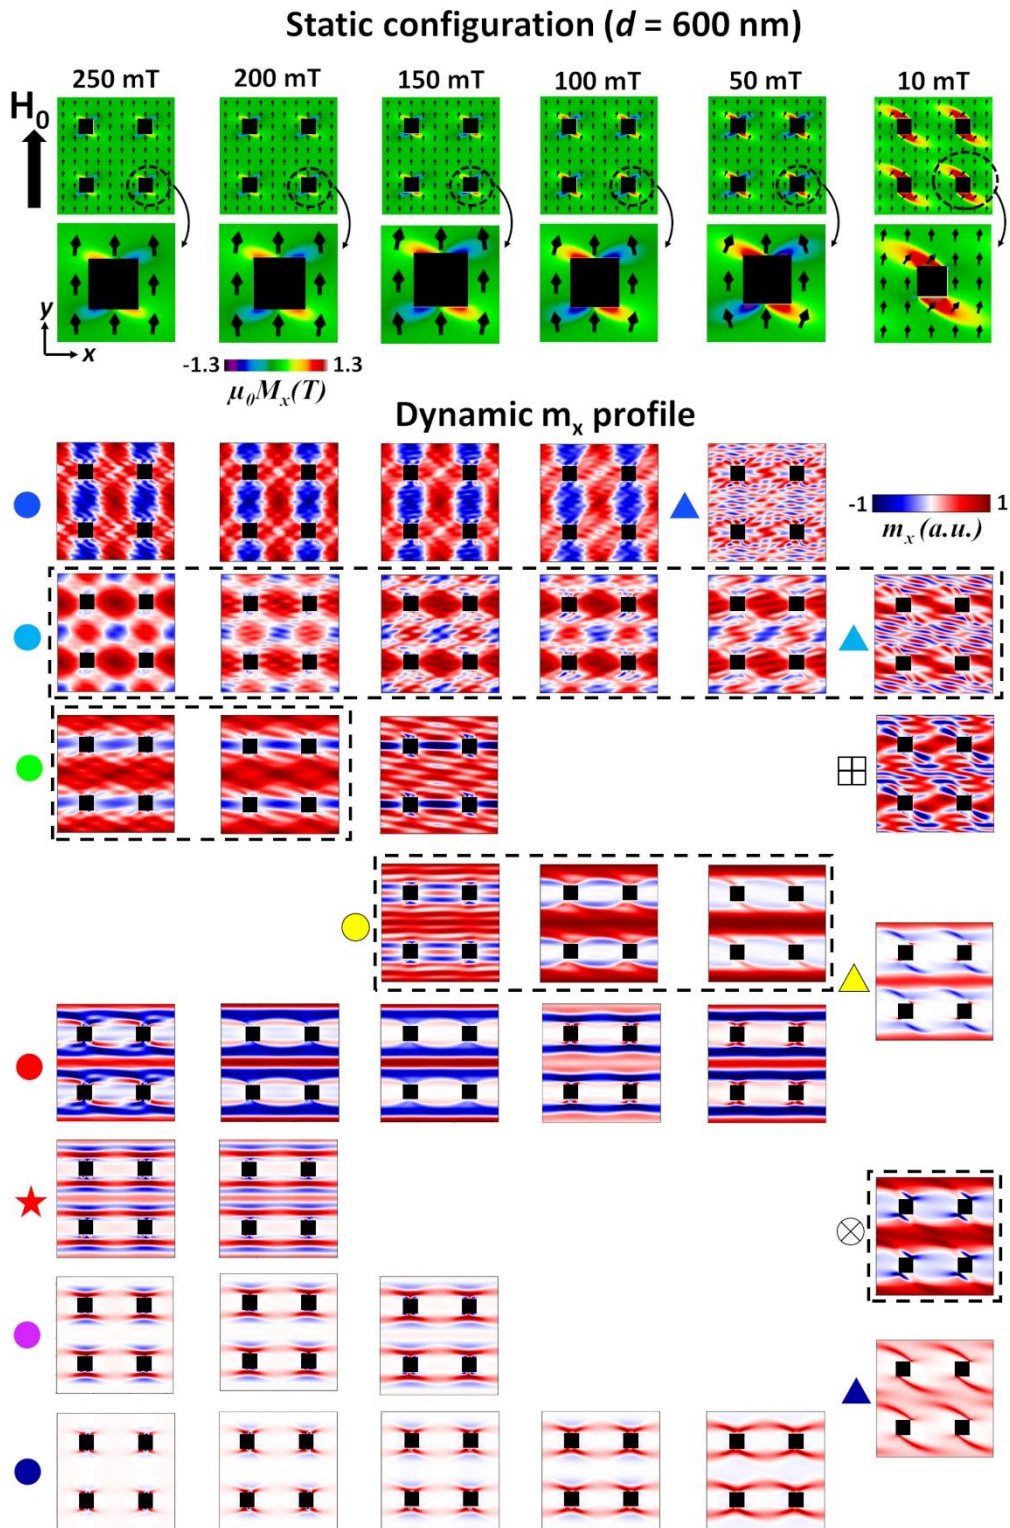 Static configuration (d = 600 nm)
250 mT 200 mT 150 mT 100 mT 50 mT 10 mT
H0
y
x
-1.3 1.3
μ0Mx(T)
Dynamic mx profile
-1 1
mx (a.u.)